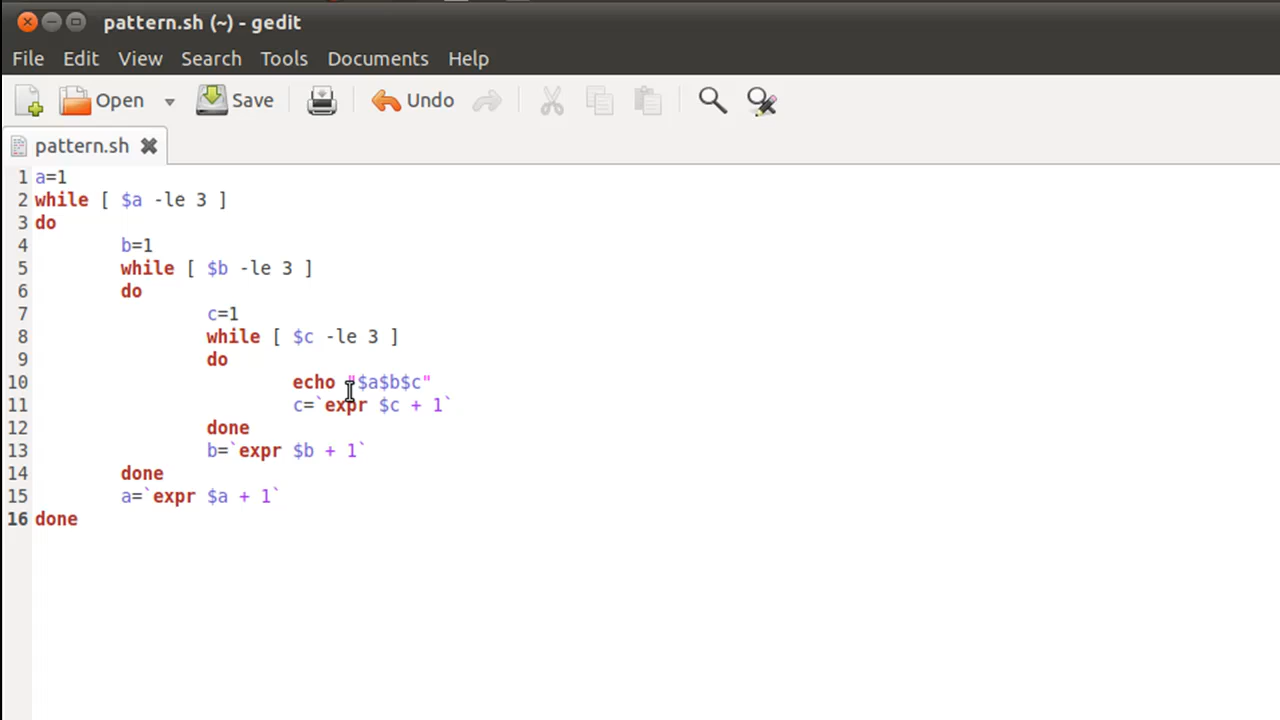 pattern.sh (~) - gedit
File Edit View Search Tools Documents Help
Open Save Undo
pattern.sh
1 a=1
2 while [ $a -le 3 ]
3 do
4 b=1
5 while [ $b -le 3 ]
6 do
7 c=1
8 while [ $c -le 3 ]
9 do
10 echo "$a$b$c"
11 c=`expr $c + 1`
12 done
13 b=`expr $b + 1`
14 done
15 a=`expr $a + 1`
16 done